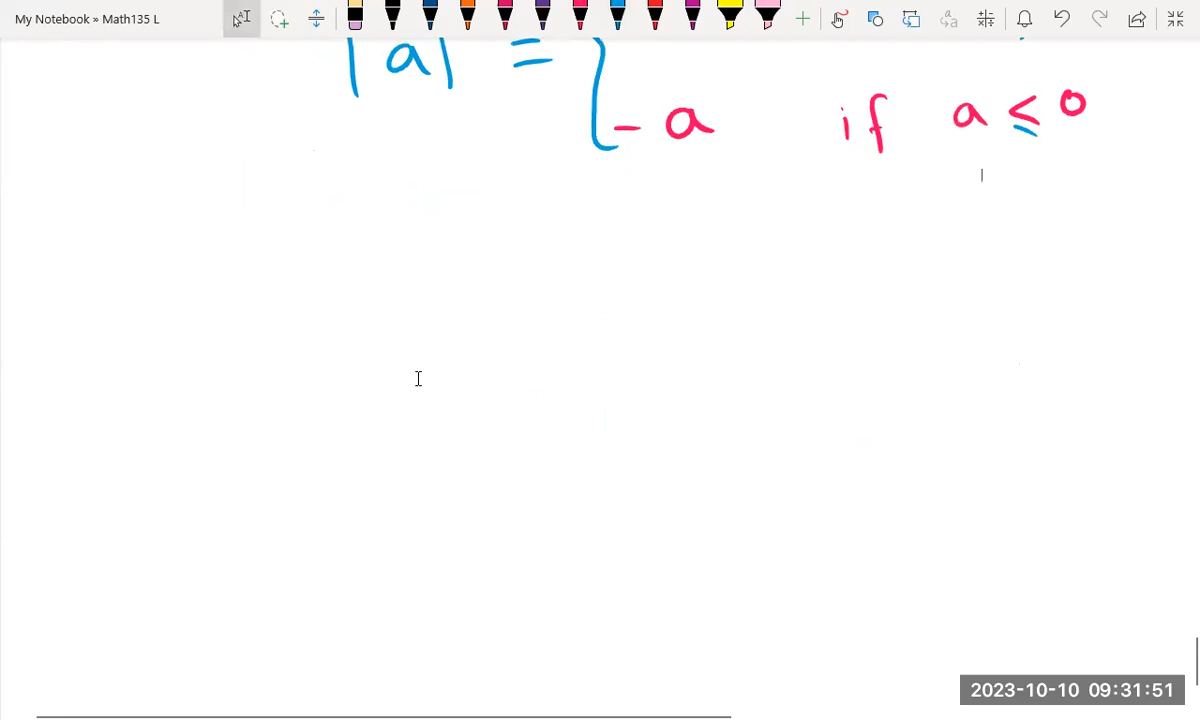 My Notebook » Math135 L
|a| = {
- a if a ≤ 0
2023-10-10 09:31:51